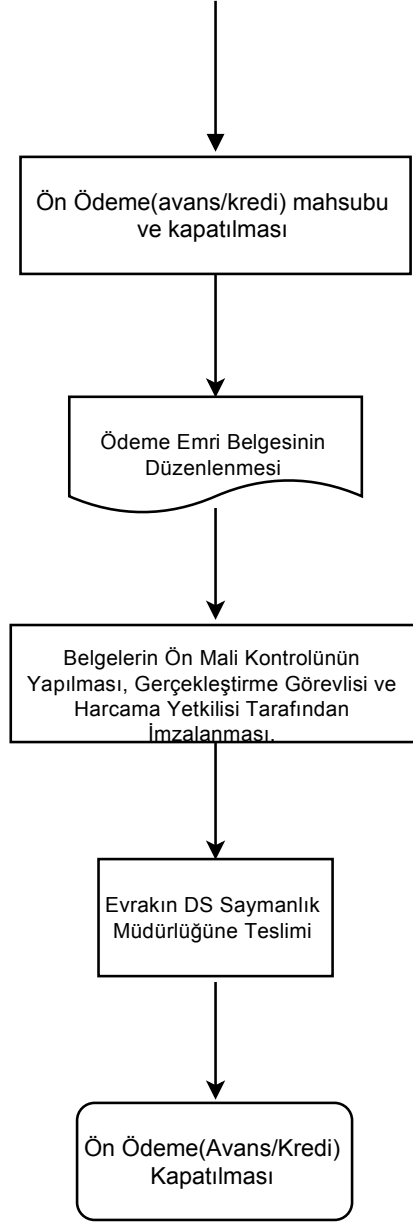 Ön Ödeme(avans/kredi) mahsubu
ve kapatılması
Ödeme Emri Belgesinin
Düzenlenmesi
Belgelerin Ön Mali Kontrolünün
Yapılması, Gerçekleştirme Görevlisi ve
Harcama Yetkilisi Tarafından
İmzalanması.
Evrakın DS Saymanlık
Müdürlüğüne Teslimi
Ön Ödeme(Avans/Kredi)
Kapatılması